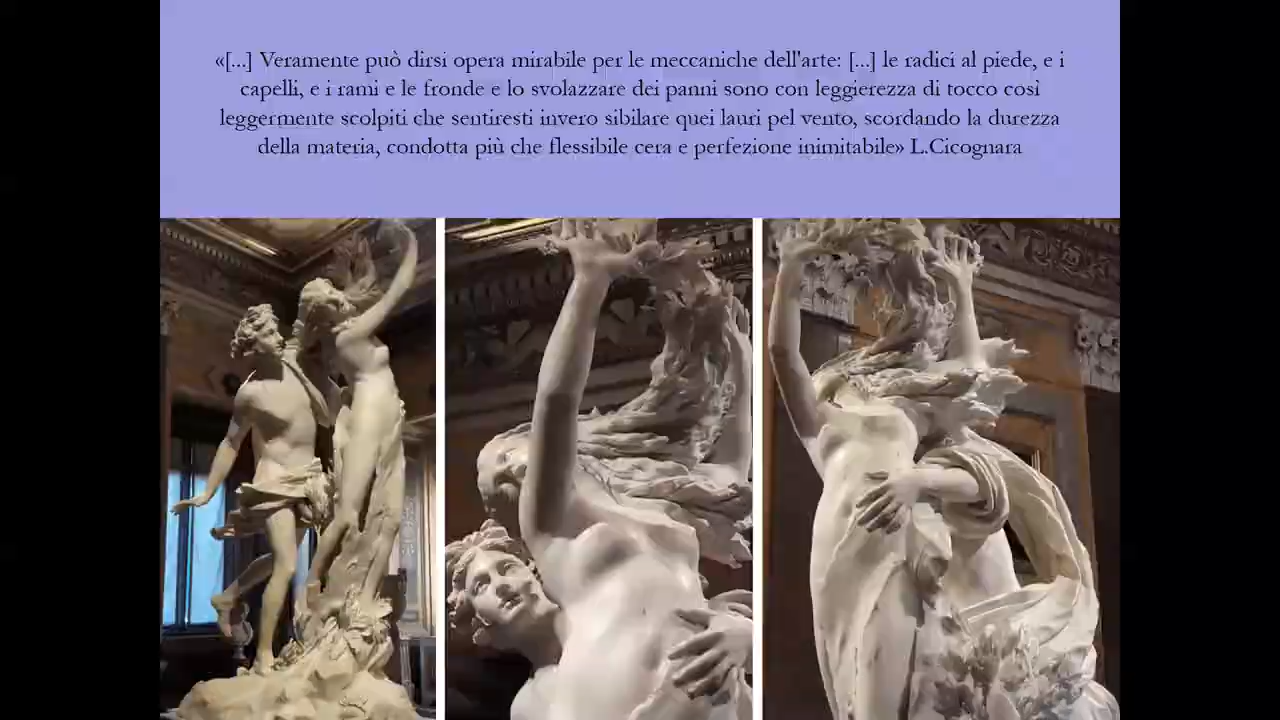 «[...] Veramente può dirsi opera mirabile per le meccaniche dell'arte: [...] le radici al piede, e i
capelli, e i rami e le fronde e lo svolazzare dei panni sono con leggierezza di tocco così
leggermente scolpiti che sentiresti invero sibilare quei lauri pel vento, scordando la durezza
della materia, condotta più che flessibile cera e perfezione inimitabile» L.Cicognara